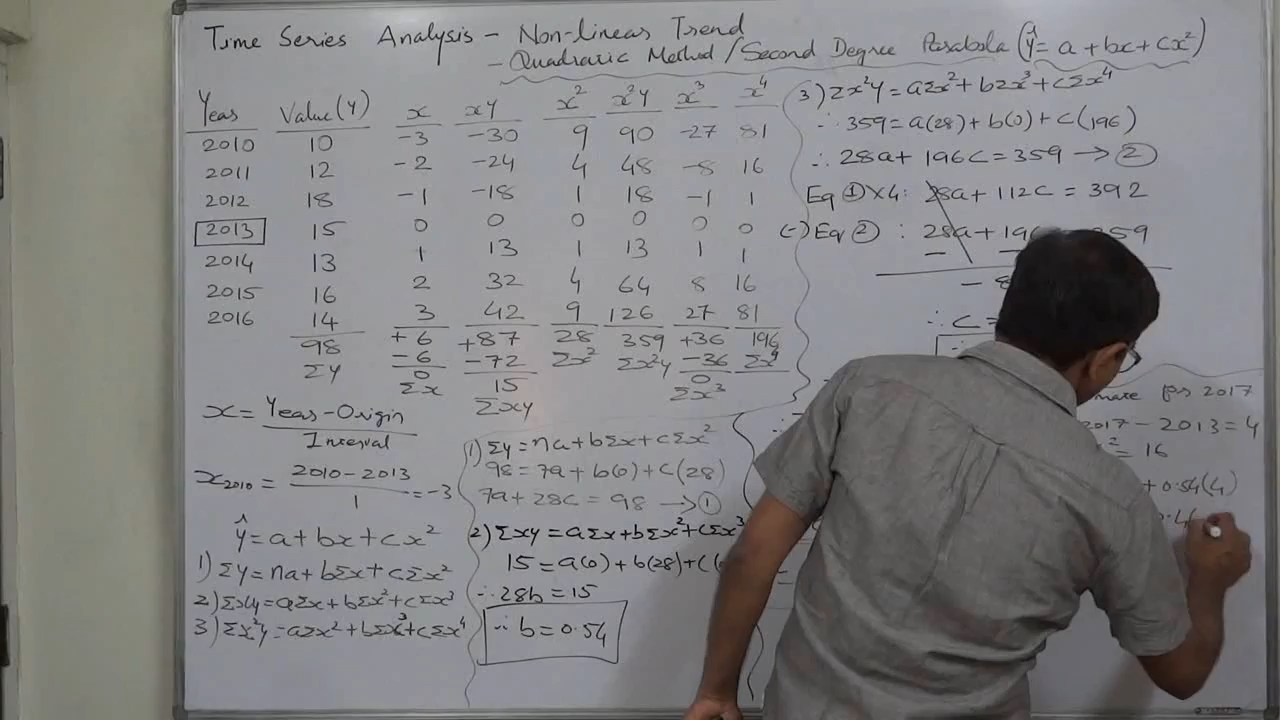 Time Series Analysis - Non-linear Trend
- Quadratic Method/Second Degree Parabola (ŷ = a + bx + cx²)
Year Value(Y) x xy x² x²y x³ x⁴
2010 10 -3 -30 9 90 -27 81
2011 12 -2 -24 4 48 -8 16
2012 18 -1 -18 1 18 -1 1
2013 15 0 0 0 0 0 0
2014 13 1 13 1 13 1 1
2015 16 2 32 4 64 8 16
2016 14 3 42 9 126 27 81
98 +6 +87 28 359 +36 196
Σy -6 -72 Σx² Σx²y -36 Σx⁴
0 15 0
Σx Σxy Σx³
x = Year-Origin
Interval
x₂₀₁₀ = 2010-2013
1
= -3
ŷ = a + bx + cx²
1) Σy = na + bΣx + cΣx²
2) Σxy = aΣx + bΣx² + cΣx³
3) Σx²y = aΣx² + bΣx³ + cΣx⁴
1) Σy = na + bΣx + cΣx²
98 = 7a + b(0) + c(28)
7a + 28c = 98 → ①
2) Σxy = aΣx + bΣx² + cΣx³
15 = a(0) + b(28) + c(
∴ 28b = 15
∴ b = 0.54
3) Σx²y = aΣx² + bΣx³ + cΣx⁴
∴ 359 = a(28) + b(0) + c(196)
∴ 28a + 196c = 359 → ②
Eq ① × 4: 28a + 112c = 392
(-) Eq ② : 28a + 196 359
- -
- 8
∴ c =
for 2017
2017 - 2013 = 4
x² = 16
+ 0.54(4)